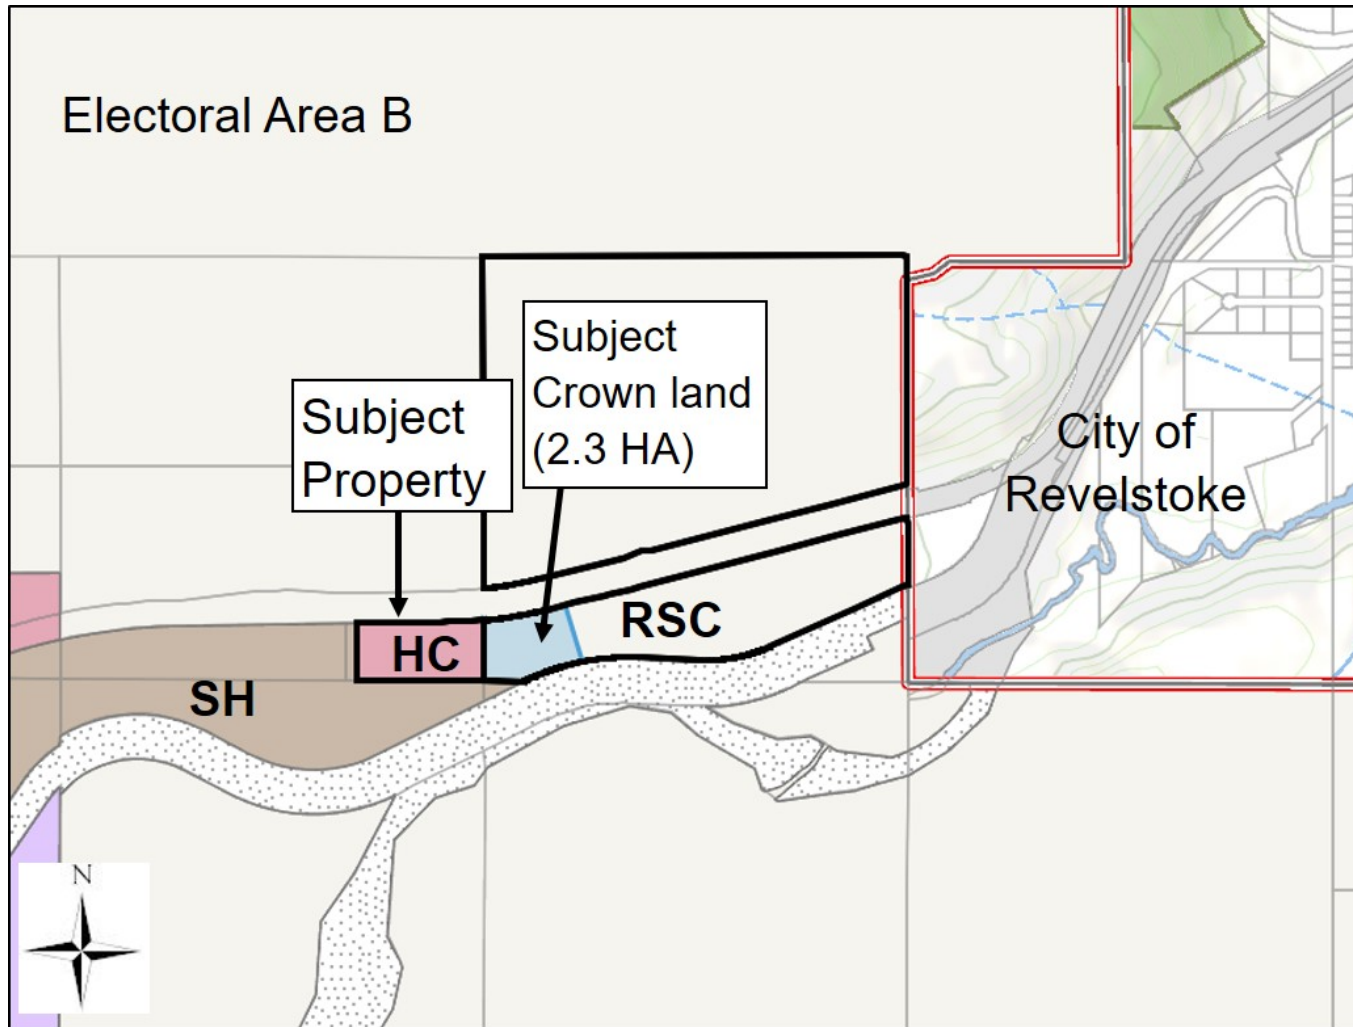 Electoral Area B
Subject
Crown land
(2.3 HA)
Subject
Property
City of
Revelstoke
RSC
HC
SH
N